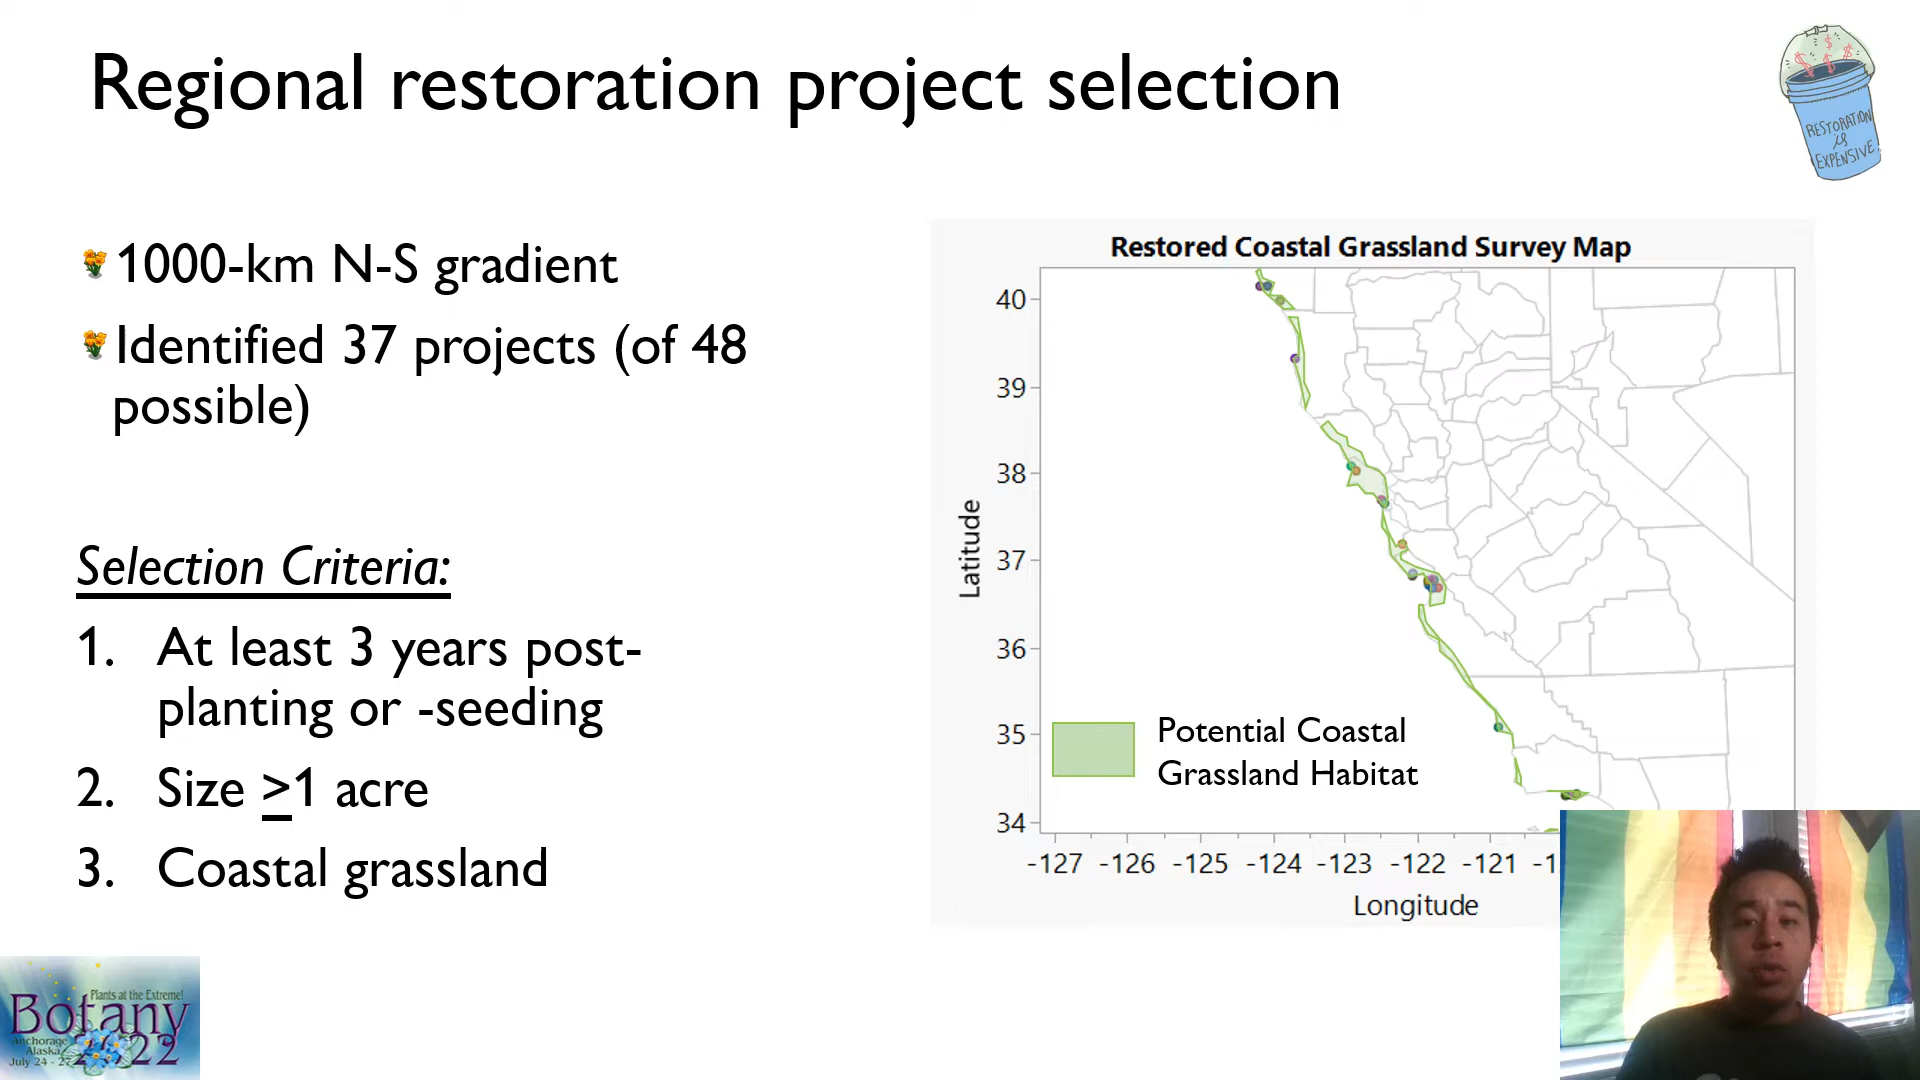 Regional restoration project selection
RESTORATION
is
EXPENSIVE
1000-km N-S gradient
Identified 37 projects (of 48
possible)
Selection Criteria:
1. At least 3 years post-
planting or -seeding
2. Size >1 acre
3. Coastal grassland
Restored Coastal Grassland Survey Map
40
39
38
37
36
35
34
Latitude
Potential Coastal
Grassland Habitat
-127 -126 -125 -124 -123 -122 -121
Longitude
Plants at the Extreme!
Botany
Anchorage
Alaska
2022
July 24 - 27